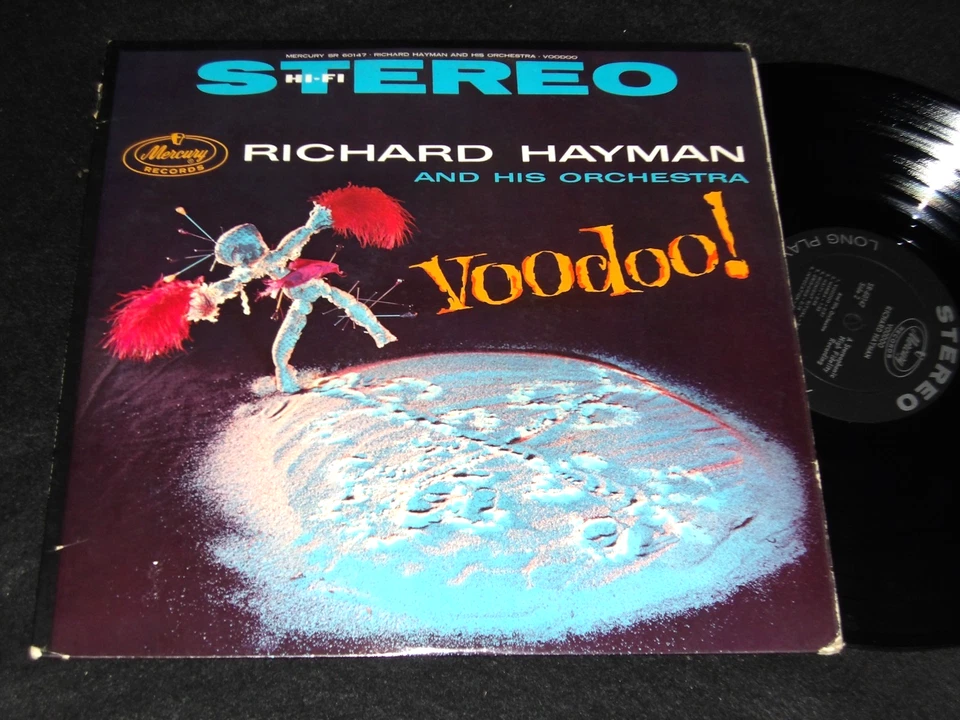 MERCURY SR 60147 · RICHARD HAYMAN AND HIS ORCHESTRA · VOODOO
STEREO
HI-FI
Mercury
RECORDS
RICHARD HAYMAN
AND HIS ORCHESTRA
Voodoo!
LONG PLAY
STEREO
Mercury